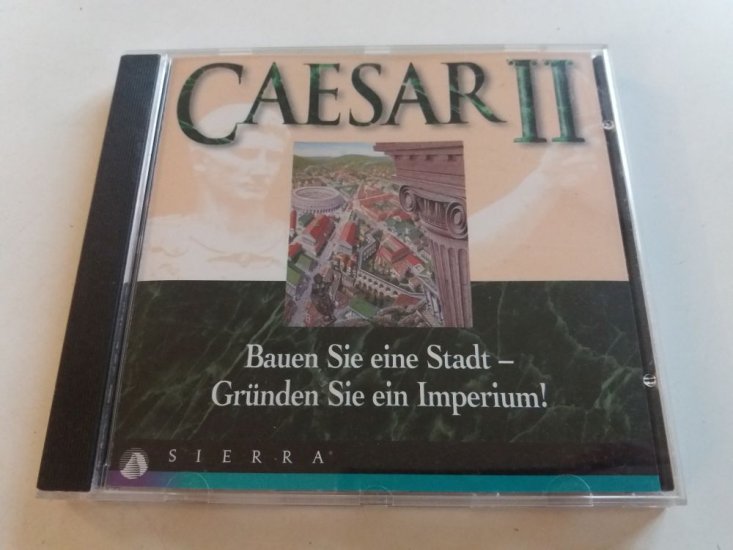 CAESAR II
Bauen Sie eine Stadt –
Gründen Sie ein Imperium!
SIERRA®